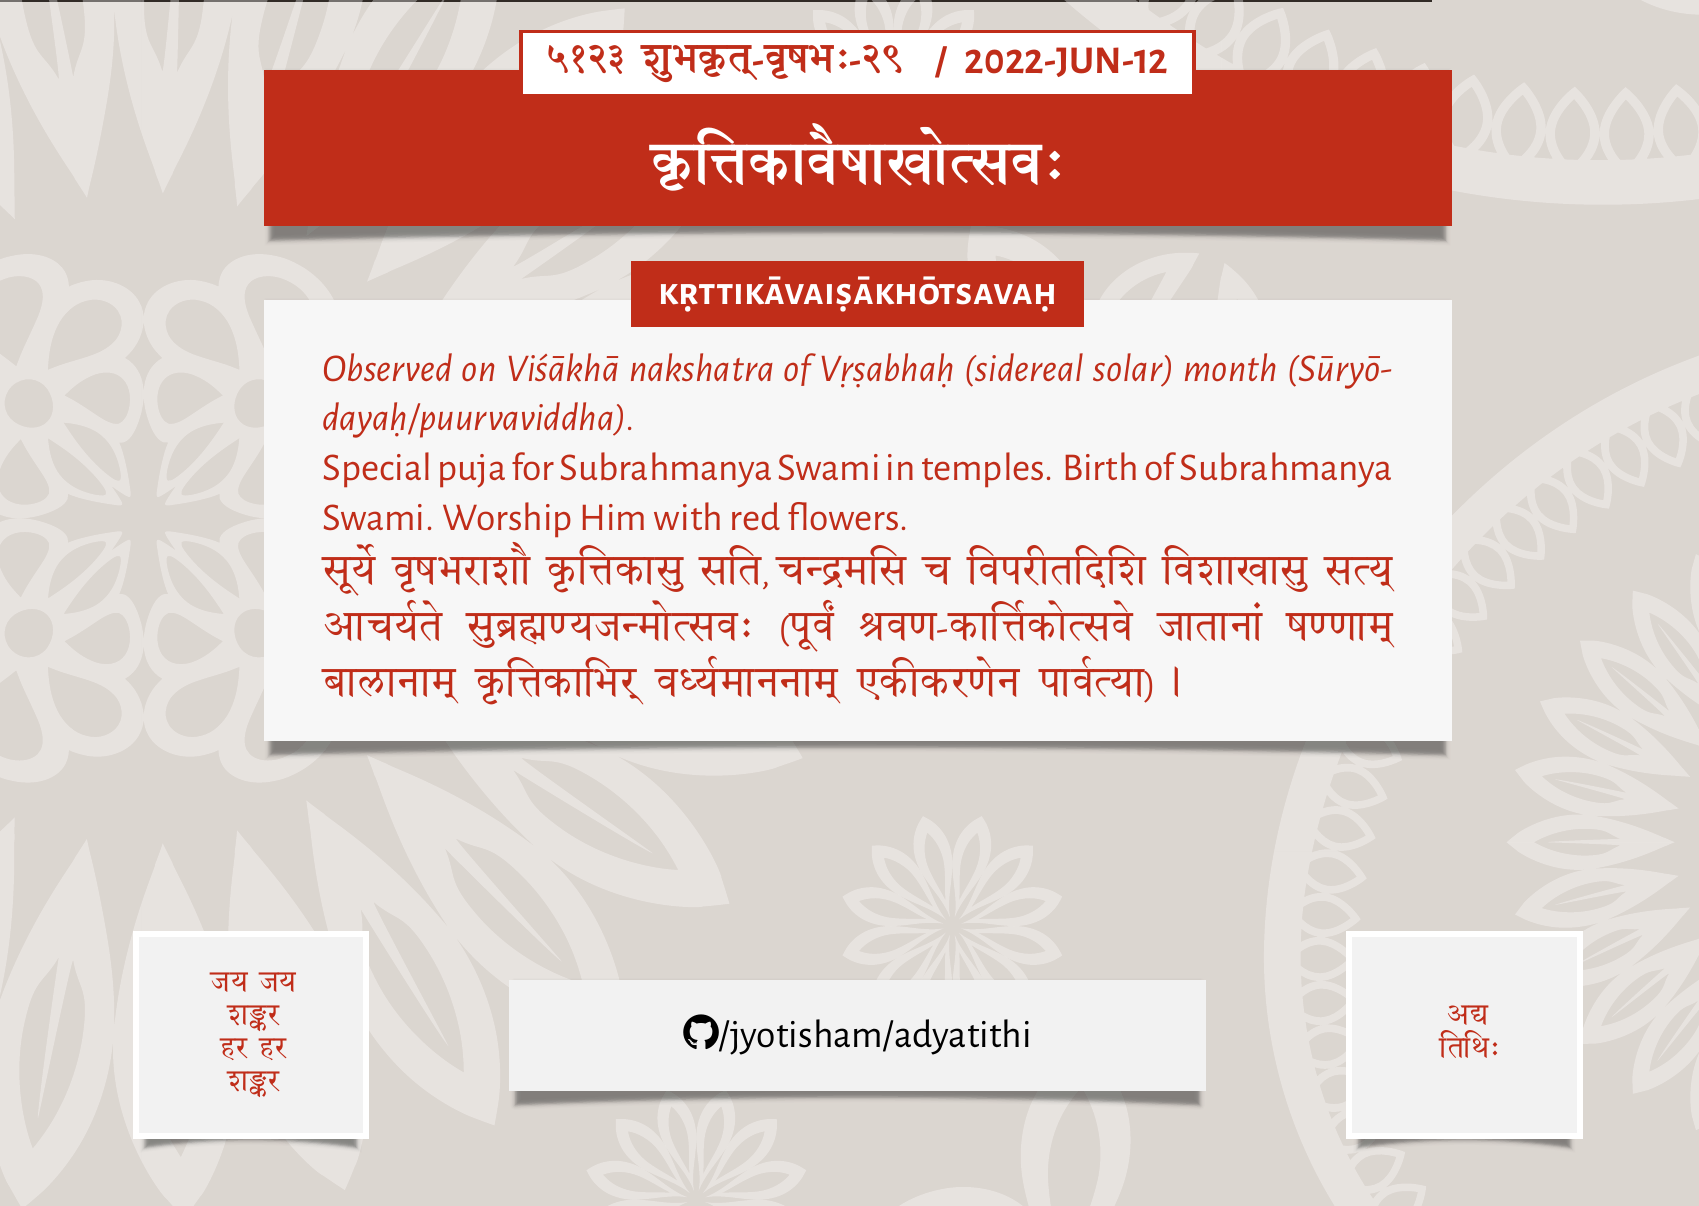 ५१२३ शुभकृत्-वृषभः-२९ / 2022-JUN-12
कृत्तिकावैषाखोत्सवः
KṚTTIKĀVAIṢĀKHŌTSAVAḤ
Observed on Viśākhā nakshatra of Vṛṣabhaḥ (sidereal solar) month (Sūryō-
dayaḥ/puurvaviddha).
Special puja for Subrahmanya Swami in temples. Birth of Subrahmanya
Swami. Worship Him with red flowers.
सूर्ये वृषभराशौ कृत्तिकासु सति, चन्द्रमसि च विपरीतदिशि विशाखासु सत्य्
आचर्यते सुब्रह्मण्यजन्मोत्सवः (पूर्वं श्रवण-कार्त्तिकोत्सवे जातानां षण्णाम्
बालानाम् कृत्तिकाभिर् वर्ध्यमाननाम् एकीकरणेन पार्वत्या) ।
जय जय
शङ्कर
हर हर
शङ्कर
/jyotisham/adyatithi
अद्य
तिथिः